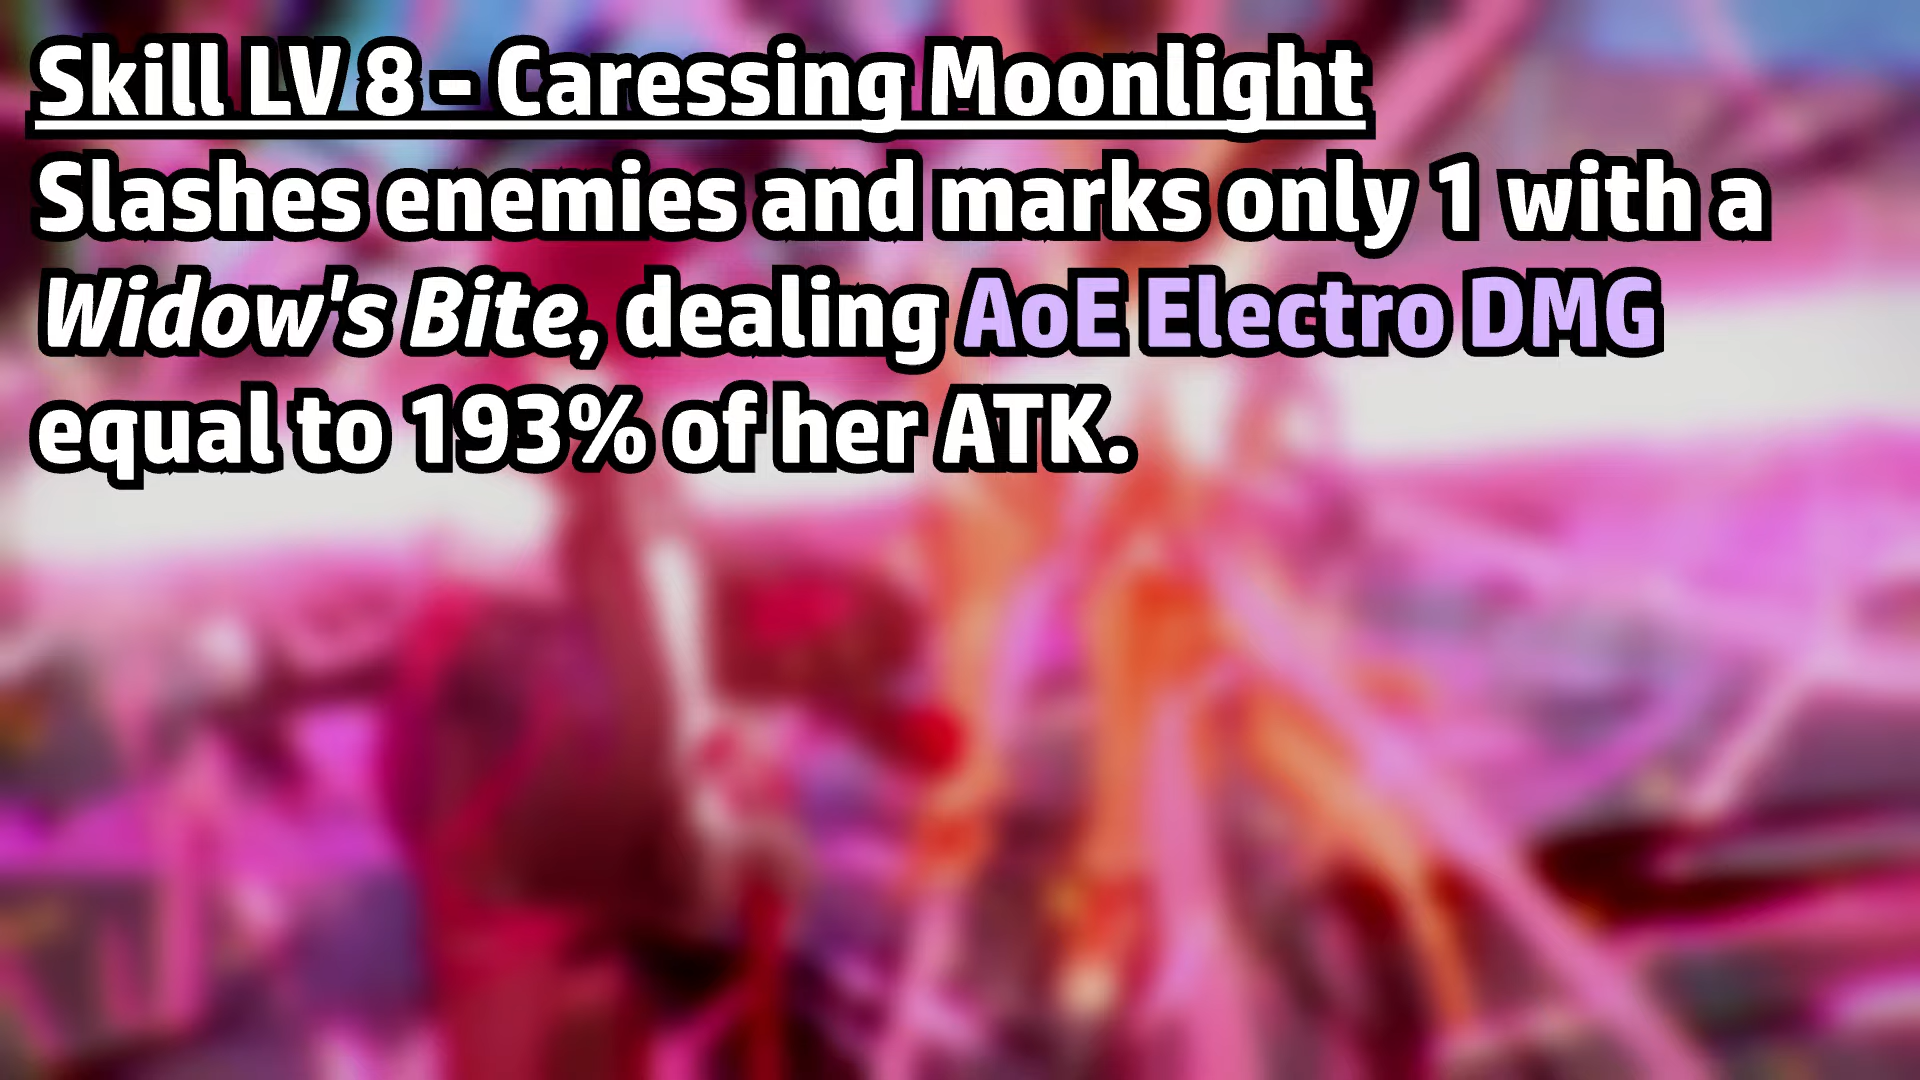 Skill LV 8 - Caressing Moonlight
Slashes enemies and marks only 1 with a
Widow's Bite, dealing AoE Electro DMG
equal to 193% of her ATK.